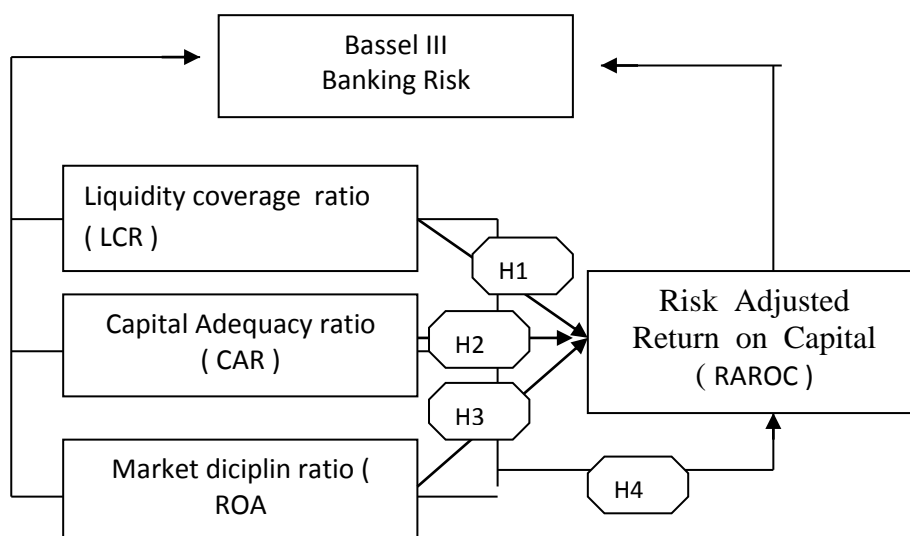 Bassel III
Banking Risk
Liquidity coverage ratio
( LCR )
H1
Capital Adequacy ratio
( CAR )
H2
Risk Adjusted
Return on Capital
( RAROC )
H3
Market diciplin ratio (
ROA
H4